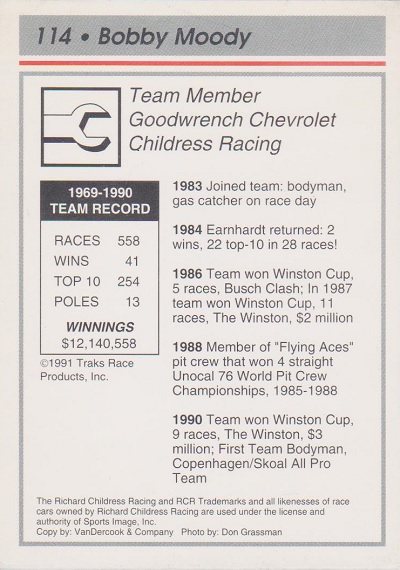 114 • Bobby Moody
Team Member
Goodwrench Chevrolet
Childress Racing
1969-1990
TEAM RECORD
RACES 558
WINS 41
TOP 10 254
POLES 13
WINNINGS
$12,140,558
©1991 Traks Race
Products, Inc.
1983 Joined team: bodyman,
gas catcher on race day
1984 Earnhardt returned: 2
wins, 22 top-10 in 28 races!
1986 Team won Winston Cup,
5 races, Busch Clash; In 1987
team won Winston Cup, 11
races, The Winston, $2 million
1988 Member of "Flying Aces"
pit crew that won 4 straight
Unocal 76 World Pit Crew
Championships, 1985-1988
1990 Team won Winston Cup,
9 races, The Winston, $3
million; First Team Bodyman,
Copenhagen/Skoal All Pro
Team
The Richard Childress Racing and RCR Trademarks and all likenesses of race
cars owned by Richard Childress Racing are used under the license and
authority of Sports Image, Inc.
Copy by: VanDercook & Company Photo by: Don Grassman